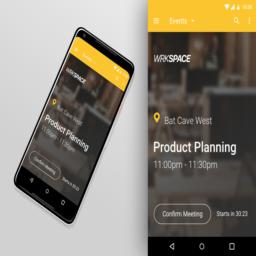 Events
WRKSPACE
Bat Cave West
Product Planning
11:00pm - 11:30pm
Confirm Meeting
Starts in 30:23
Events
WRKSPACE
Bat Cave West
Product Planning
11:00pm - 11:30pm
Confirm Meeting
Starts in 30:23